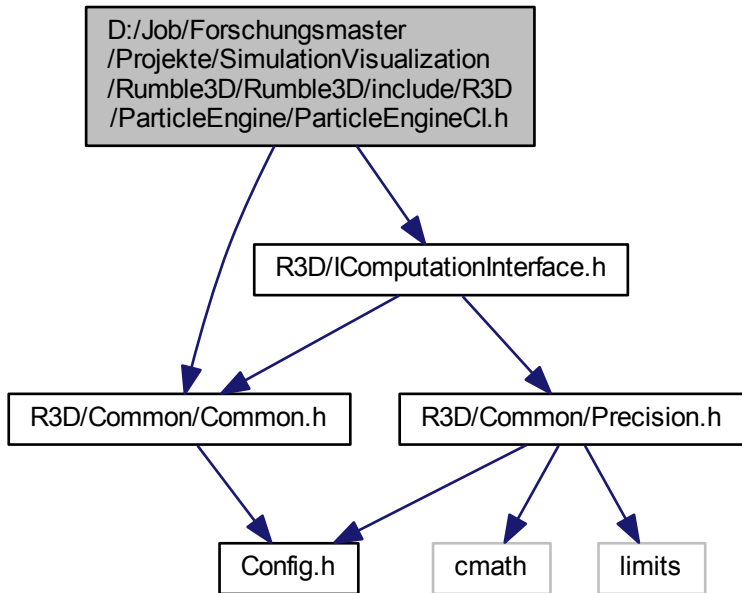 D:/Job/Forschungsmaster
/Projekte/SimulationVisualization
/Rumble3D/Rumble3D/include/R3D
/ParticleEngine/ParticleEngineCI.h
R3D/IComputationInterface.h
R3D/Common/Common.h
R3D/Common/Precision.h
Config.h
cmath
limits